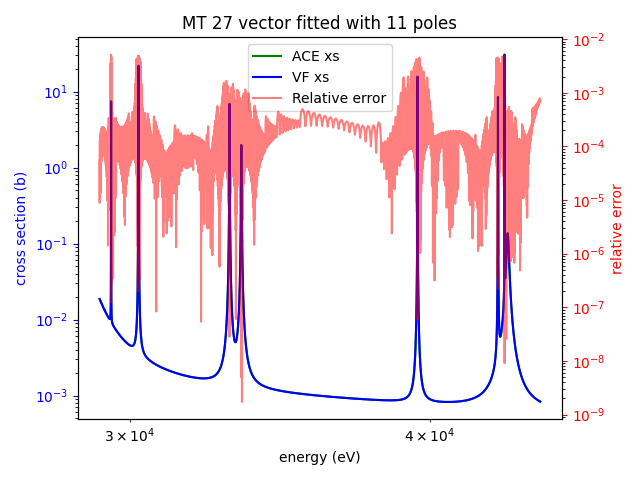 MT 27 vector fitted with 11 poles
ACE xs
VF xs
Relative error
cross section (b)
10¹
10⁰
10⁻¹
10⁻²
10⁻³
relative error
10⁻²
10⁻³
10⁻⁴
10⁻⁵
10⁻⁶
10⁻⁷
10⁻⁸
10⁻⁹
3 × 10⁴
4 × 10⁴
energy (eV)